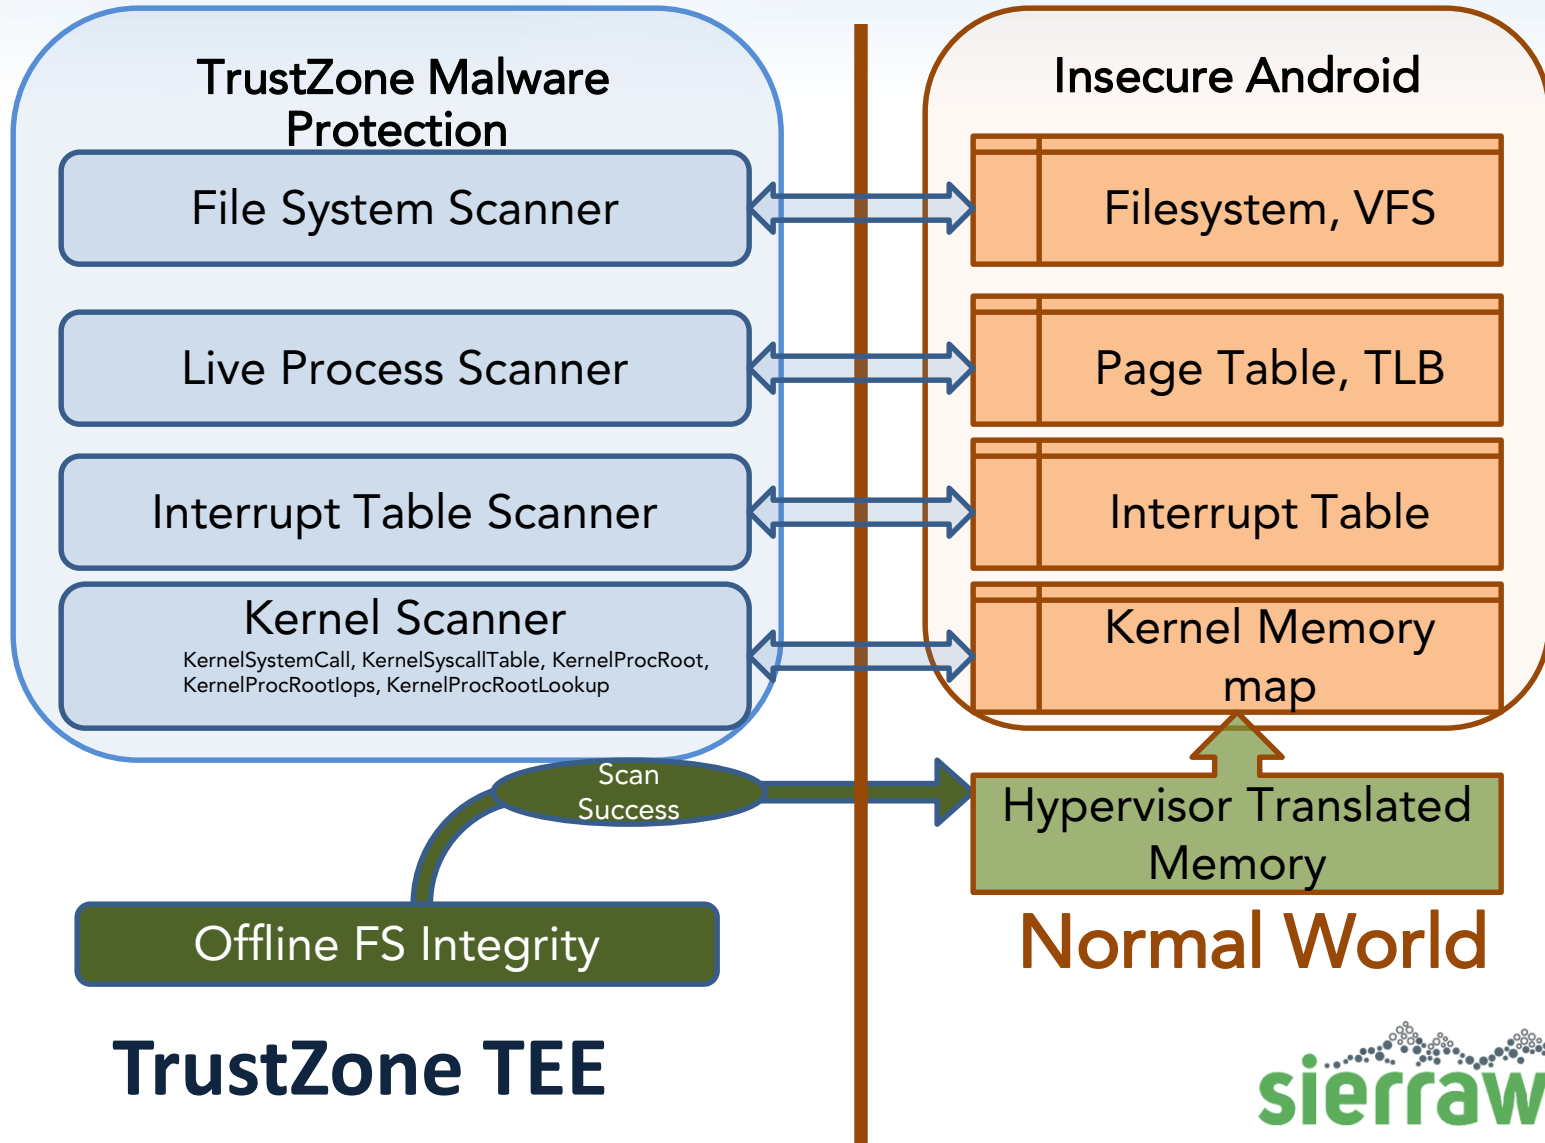 TrustZone Malware
Protection
File System Scanner
Live Process Scanner
Interrupt Table Scanner
Kernel Scanner
KernelSystemCall, KernelSyscallTable, KernelProcRoot,
KernelProcRootIops, KernelProcRootLookup
Scan
Success
Offline FS Integrity
TrustZone TEE
Insecure Android
Filesystem, VFS
Page Table, TLB
Interrupt Table
Kernel Memory
map
Hypervisor Translated
Memory
Normal World
sierraw